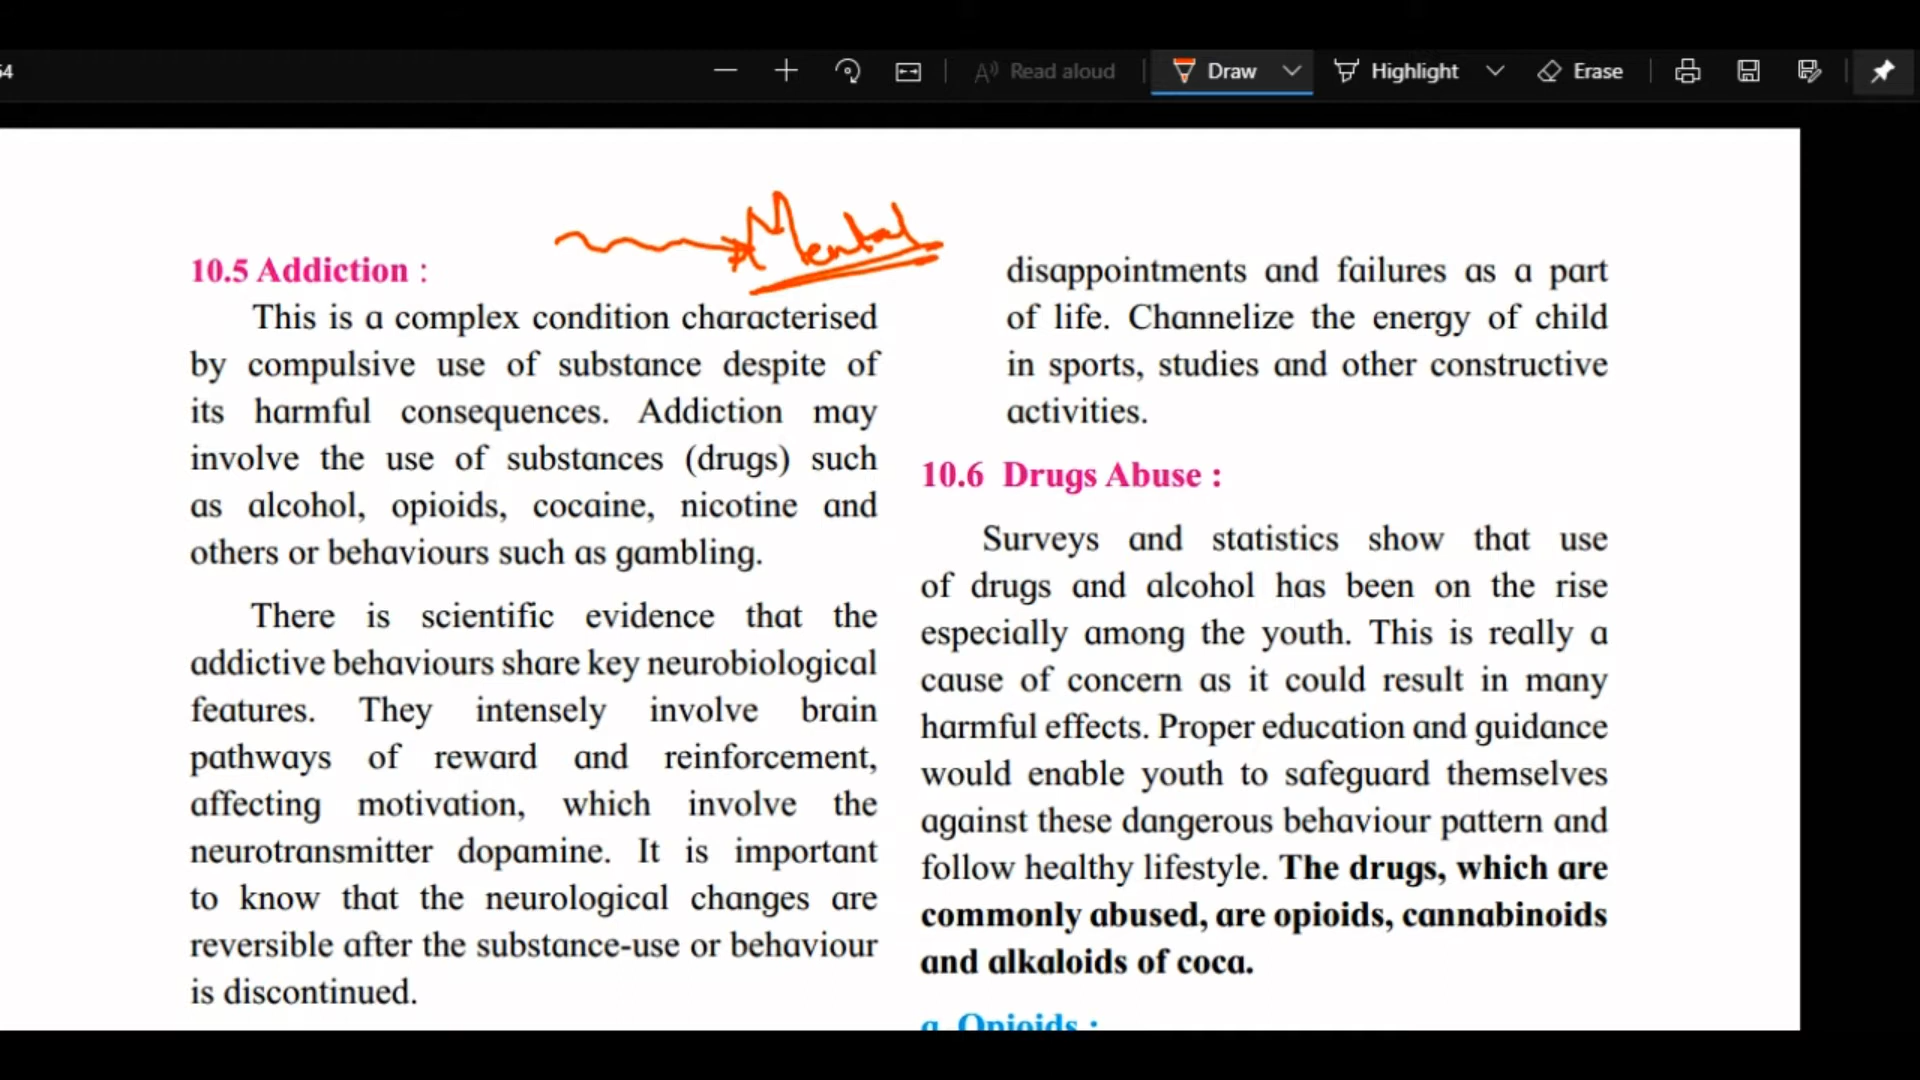 64
Read aloud
Draw
Highlight
Erase
Mental
10.5 Addiction :
This is a complex condition characterised
by compulsive use of substance despite of
its harmful consequences. Addiction may
involve the use of substances (drugs) such
as alcohol, opioids, cocaine, nicotine and
others or behaviours such as gambling.
There is scientific evidence that the
addictive behaviours share key neurobiological
features. They intensely involve brain
pathways of reward and reinforcement,
affecting motivation, which involve the
neurotransmitter dopamine. It is important
to know that the neurological changes are
reversible after the substance-use or behaviour
is discontinued.
disappointments and failures as a part
of life. Channelize the energy of child
in sports, studies and other constructive
activities.
10.6 Drugs Abuse :
Surveys and statistics show that use
of drugs and alcohol has been on the rise
especially among the youth. This is really a
cause of concern as it could result in many
harmful effects. Proper education and guidance
would enable youth to safeguard themselves
against these dangerous behaviour pattern and
follow healthy lifestyle. The drugs, which are
commonly abused, are opioids, cannabinoids
and alkaloids of coca.
a. Opioids :